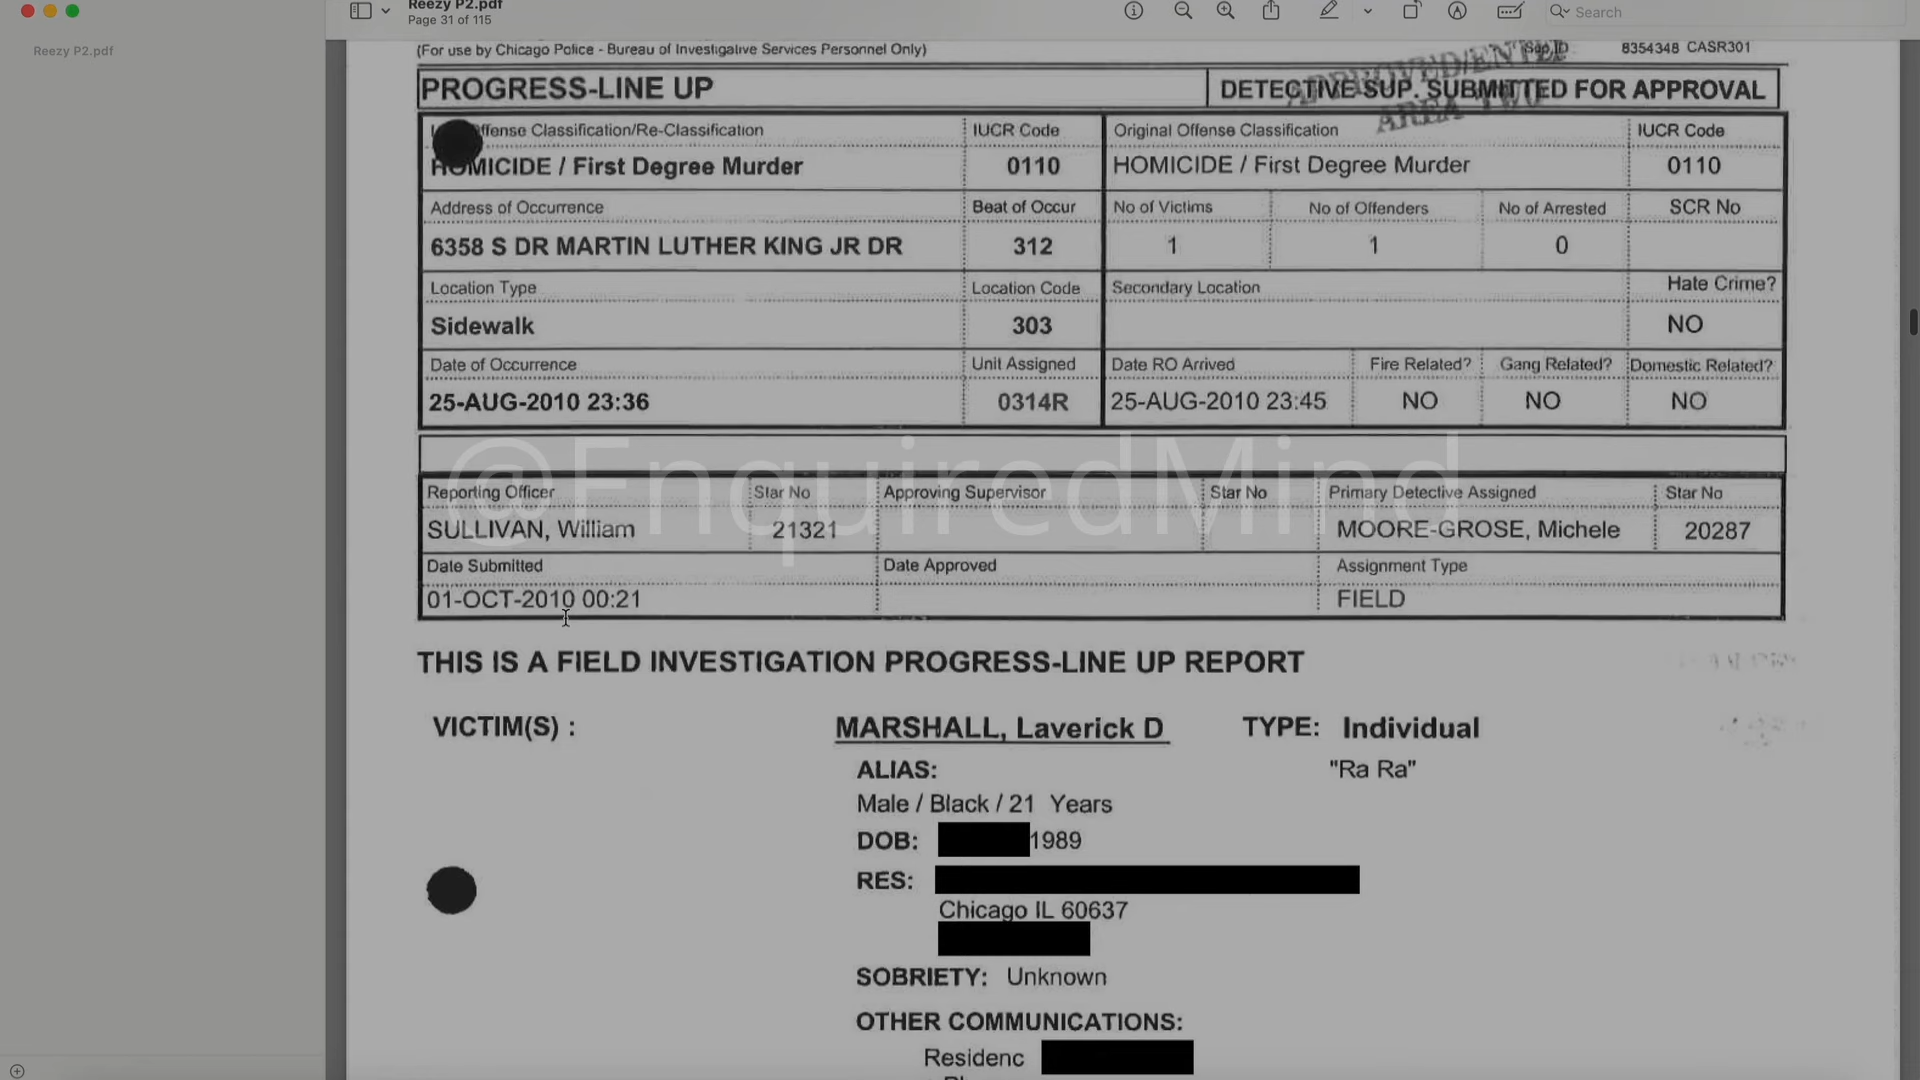 Reezy P2.pdf
Page 31 of 115
Search
Reezy P2.pdf
(For use by Chicago Police - Bureau of Investigative Services Personnel Only)
Sup ID 8354348 CASR301
APPROVED/ENTER
AREA TWO
PROGRESS-LINE UP
DETECTIVE SUP. SUBMITTED FOR APPROVAL
ffense Classification/Re-Classification IUCR Code Original Offense Classification IUCR Code
HOMICIDE / First Degree Murder 0110 HOMICIDE / First Degree Murder 0110
Address of Occurrence Beat of Occur No of Victims No of Offenders No of Arrested SCR No
6358 S DR MARTIN LUTHER KING JR DR 312 1 1 0
Location Type Location Code Secondary Location Hate Crime?
Sidewalk 303 NO
Date of Occurrence Unit Assigned Date RO Arrived Fire Related? Gang Related? Domestic Related?
25-AUG-2010 23:36 0314R 25-AUG-2010 23:45 NO NO NO
@EnquiredMind
Reporting Officer Star No Approving Supervisor Star No Primary Detective Assigned Star No
SULLIVAN, William 21321 MOORE-GROSE, Michele 20287
Date Submitted Date Approved Assignment Type
01-OCT-2010 00:21 FIELD
THIS IS A FIELD INVESTIGATION PROGRESS-LINE UP REPORT
VICTIM(S) : MARSHALL, Laverick D TYPE: Individual
ALIAS: "Ra Ra"
Male / Black / 21 Years
DOB: 1989
RES:
Chicago IL 60637
SOBRIETY: Unknown
OTHER COMMUNICATIONS:
Residenc